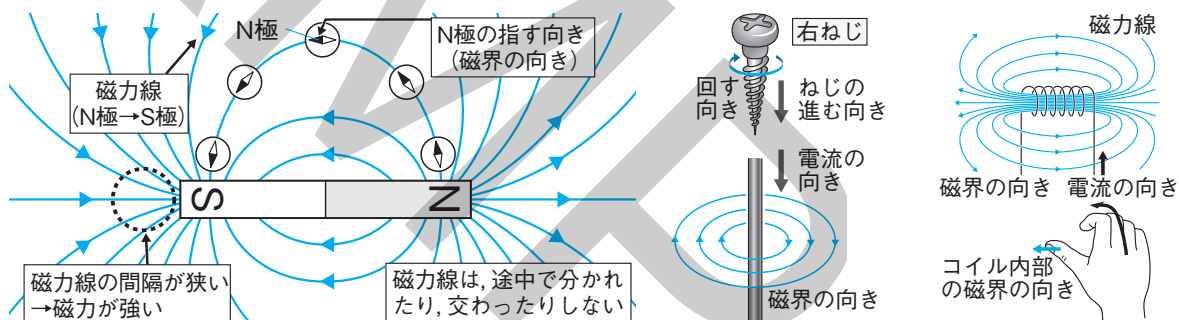 N極
N極の指す向き
(磁界の向き)
磁力線
(N極→S極)
S
N
磁力線の間隔が狭い
→磁力が強い
磁力線は,途中で分かれ
たり,交わったりしない
右ねじ
回す
向き
ねじの
進む向き
電流の
向き
磁界の向き
磁力線
磁界の向き
電流の向き
コイル内部
の磁界の向き